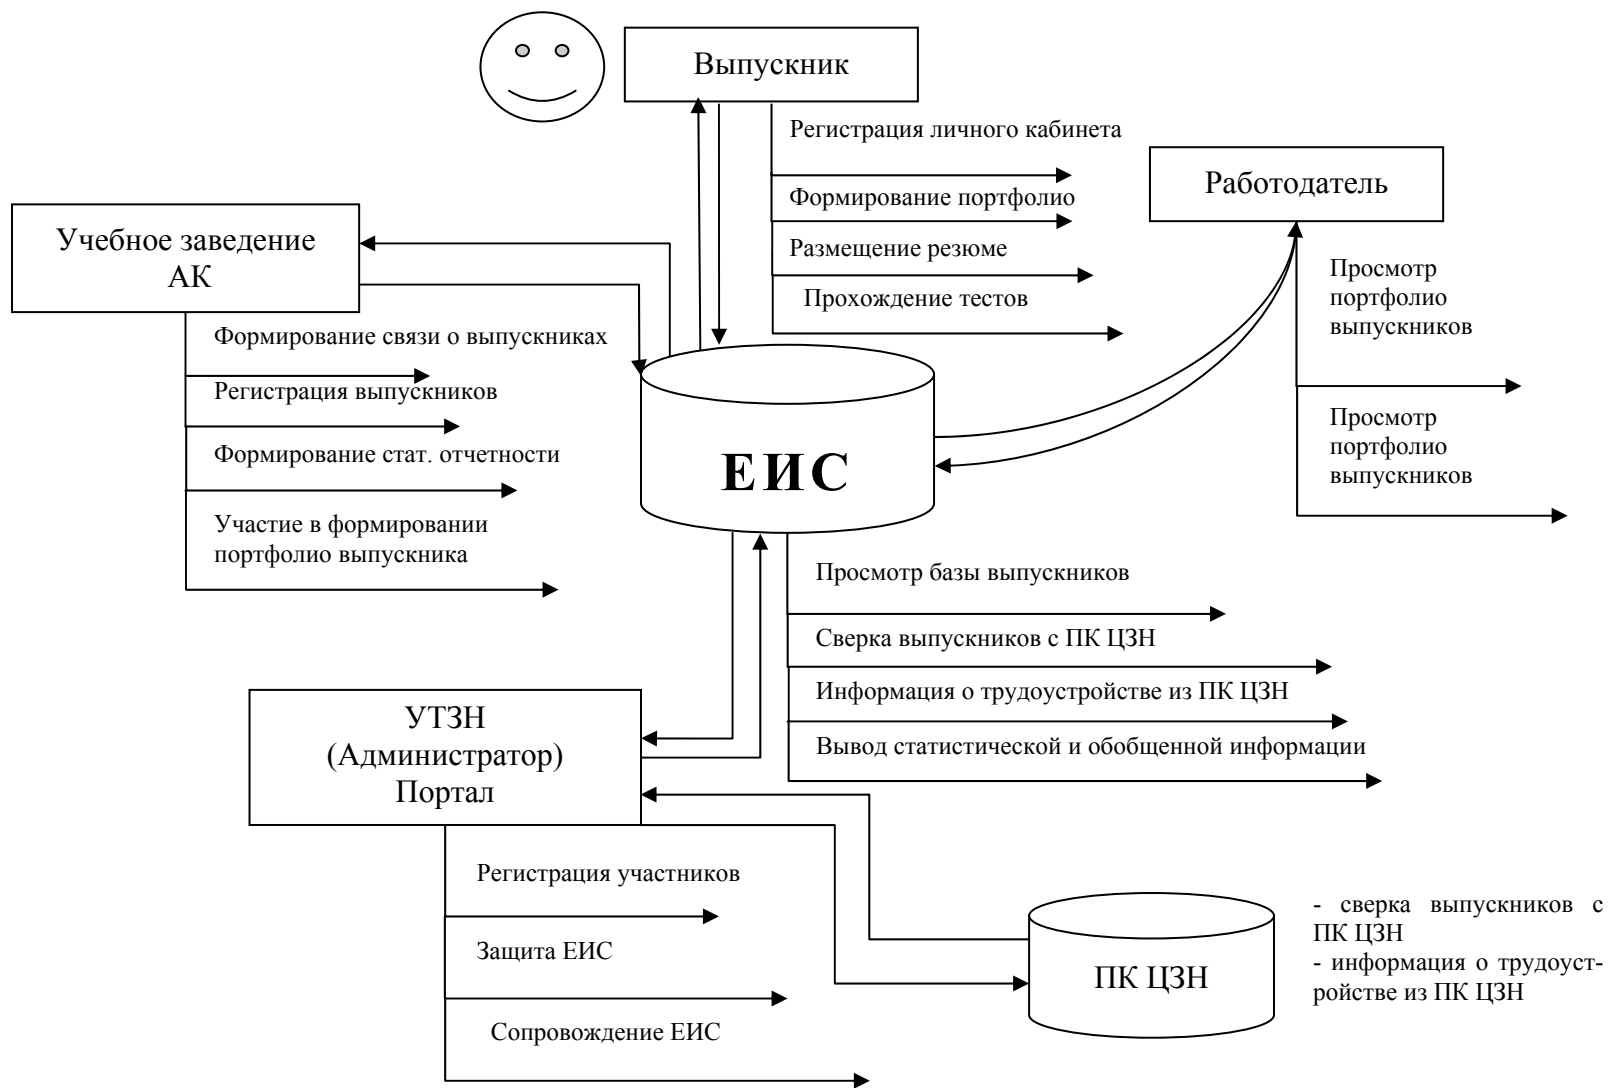 Выпускник
Регистрация личного кабинета
Формирование портфолио
Размещение резюме
Прохождение тестов
Работодатель
Просмотр
портфолио
выпускников
Просмотр
портфолио
выпускников
Учебное заведение
АК
Формирование связи о выпускниках
Регистрация выпускников
Формирование стат. отчетности
Участие в формировании
портфолио выпускника
ЕИС
Просмотр базы выпускников
Сверка выпускников с ПК ЦЗН
Информация о трудоустройстве из ПК ЦЗН
Вывод статистической и обобщенной информации
УТЗН
(Администратор)
Портал
Регистрация участников
Защита ЕИС
Сопровождение ЕИС
ПК ЦЗН
- сверка выпускников с
ПК ЦЗН
- информация о трудоуст-
ройстве из ПК ЦЗН